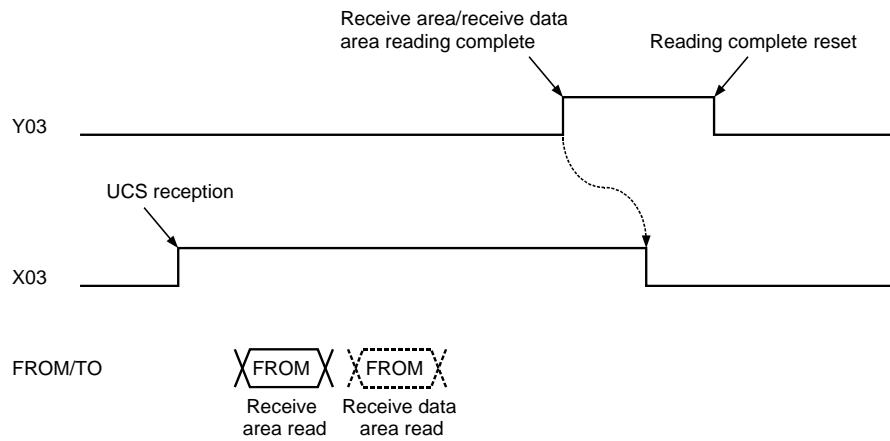 Receive area/receive data
area reading complete
Reading complete reset
Y03
UCS reception
X03
FROM/TO
FROM
FROM
Receive
area read
Receive data
area read